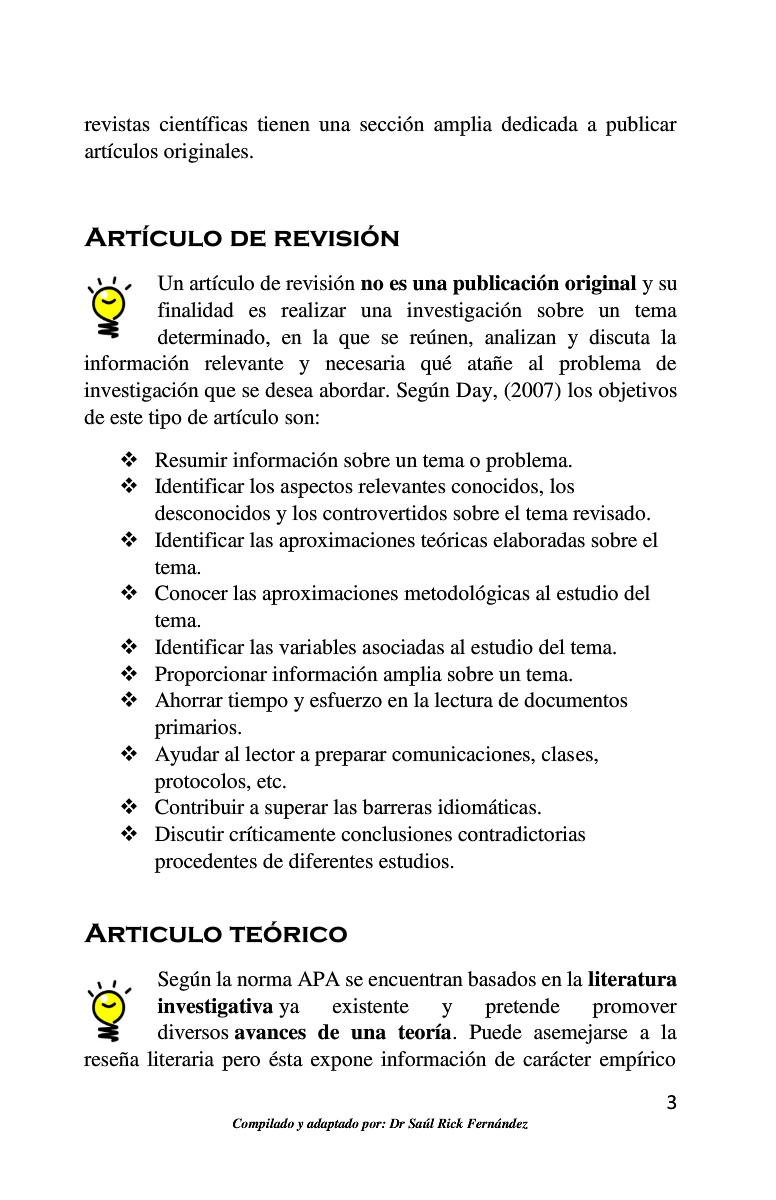 revistas científicas tienen una sección amplia dedicada a publicar
artículos originales.
ARTÍCULO DE REVISIÓN
Un artículo de revisión no es una publicación original y su
finalidad es realizar una investigación sobre un tema
determinado, en la que se reúnen, analizan y discuta la
información relevante y necesaria qué atañe al problema de
investigación que se desea abordar. Según Day, (2007) los objetivos
de este tipo de artículo son:
❖ Resumir información sobre un tema o problema.
❖ Identificar los aspectos relevantes conocidos, los
desconocidos y los controvertidos sobre el tema revisado.
❖ Identificar las aproximaciones teóricas elaboradas sobre el
tema.
❖ Conocer las aproximaciones metodológicas al estudio del
tema.
❖ Identificar las variables asociadas al estudio del tema.
❖ Proporcionar información amplia sobre un tema.
❖ Ahorrar tiempo y esfuerzo en la lectura de documentos
primarios.
❖ Ayudar al lector a preparar comunicaciones, clases,
protocolos, etc.
❖ Contribuir a superar las barreras idiomáticas.
❖ Discutir críticamente conclusiones contradictorias
procedentes de diferentes estudios.
ARTICULO TEÓRICO
Según la norma APA se encuentran basados en la literatura
investigativa ya existente y pretende promover
diversos avances de una teoría. Puede asemejarse a la
reseña literaria pero ésta expone información de carácter empírico
3
Compilado y adaptado por: Dr Saúl Rick Fernández